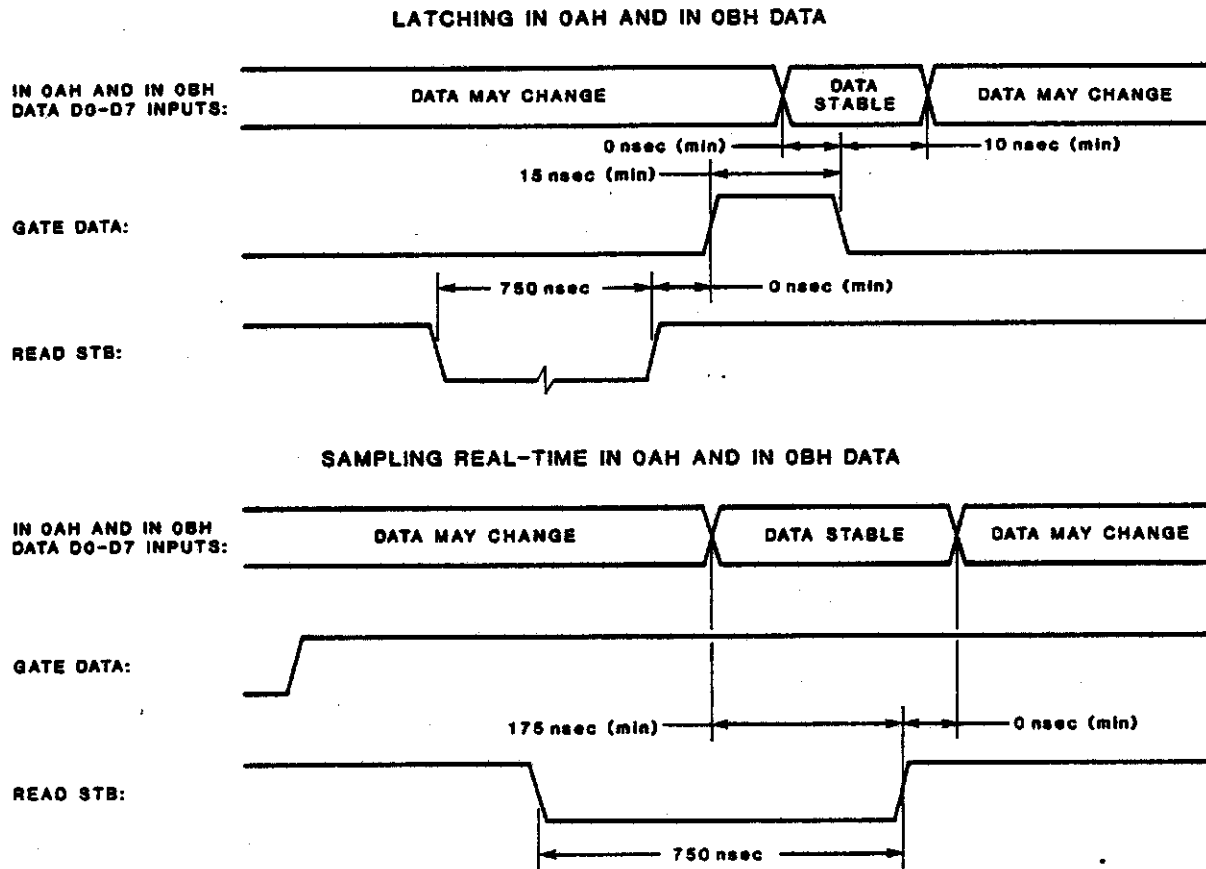 LATCHING IN 0AH AND IN 0BH DATA
IN 0AH AND IN 0BH
DATA D0-D7 INPUTS:
DATA MAY CHANGE
DATA
STABLE
DATA MAY CHANGE
0 nsec (min)
10 nsec (min)
15 nsec (min)
GATE DATA:
750 nsec
0 nsec (min)
READ STB:
SAMPLING REAL-TIME IN 0AH AND IN 0BH DATA
IN 0AH AND IN 0BH
DATA D0-D7 INPUTS:
DATA MAY CHANGE
DATA STABLE
DATA MAY CHANGE
GATE DATA:
175 nsec (min)
0 nsec (min)
READ STB:
750 nsec